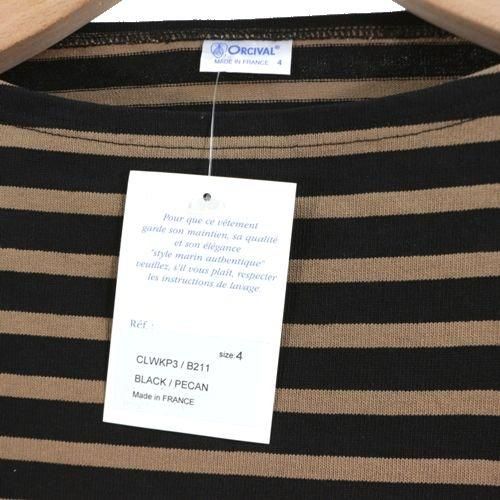 ORCIVAL®
MADE IN FRANCE 4
Pour que ce vêtement
garde son maintien, sa qualité
et son élégance
"style marin authentique"
veuillez, s'il vous plaît, respecter
les instructions de lavage.
Réf. :
size:4
CLWKP3 / B211
BLACK / PECAN
Made in FRANCE